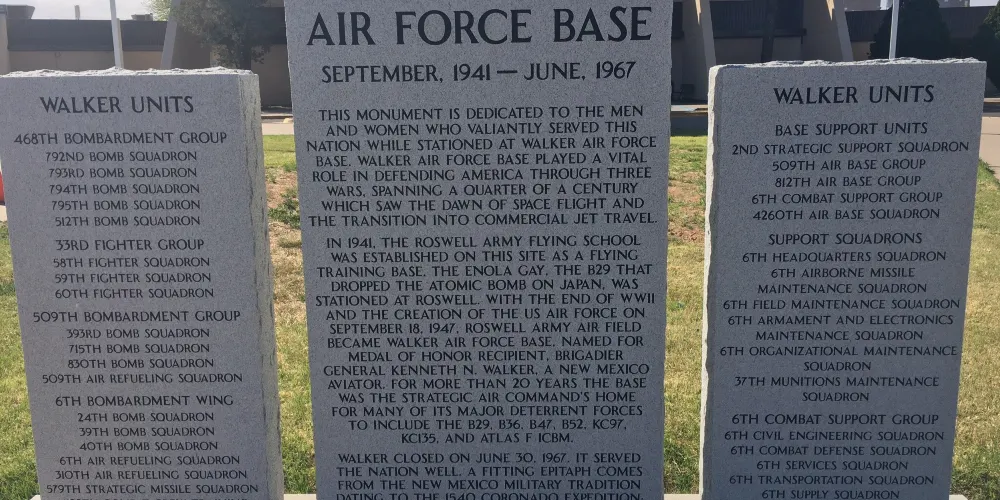 WALKER UNITS
468TH BOMBARDMENT GROUP
792ND BOMB SQUADRON
793RD BOMB SQUADRON
794TH BOMB SQUADRON
795TH BOMB SQUADRON
512TH BOMB SQUADRON
33RD FIGHTER GROUP
58TH FIGHTER SQUADRON
59TH FIGHTER SQUADRON
60TH FIGHTER SQUADRON
509TH BOMBARDMENT GROUP
393RD BOMB SQUADRON
715TH BOMB SQUADRON
830TH BOMB SQUADRON
509TH AIR REFUELING SQUADRON
6TH BOMBARDMENT WING
24TH BOMB SQUADRON
39TH BOMB SQUADRON
40TH BOMB SQUADRON
6TH AIR REFUELING SQUADRON
310TH AIR REFUELING SQUADRON
579TH STRATEGIC MISSILE SQUADRON
AIR FORCE BASE
SEPTEMBER, 1941 — JUNE, 1967
THIS MONUMENT IS DEDICATED TO THE MEN
AND WOMEN WHO VALIANTLY SERVED THIS
NATION WHILE STATIONED AT WALKER AIR FORCE
BASE. WALKER AIR FORCE BASE PLAYED A VITAL
ROLE IN DEFENDING AMERICA THROUGH THREE
WARS, SPANNING A QUARTER OF A CENTURY
WHICH SAW THE DAWN OF SPACE FLIGHT AND
THE TRANSITION INTO COMMERCIAL JET TRAVEL.
IN 1941, THE ROSWELL ARMY FLYING SCHOOL
WAS ESTABLISHED ON THIS SITE AS A FLYING
TRAINING BASE. THE ENOLA GAY, THE B29 THAT
DROPPED THE ATOMIC BOMB ON JAPAN, WAS
STATIONED AT ROSWELL. WITH THE END OF WWII
AND THE CREATION OF THE US AIR FORCE ON
SEPTEMBER 18, 1947, ROSWELL ARMY AIR FIELD
BECAME WALKER AIR FORCE BASE, NAMED FOR
MEDAL OF HONOR RECIPIENT, BRIGADIER
GENERAL KENNETH N. WALKER, A NEW MEXICO
AVIATOR. FOR MORE THAN 20 YEARS THE BASE
WAS THE STRATEGIC AIR COMMAND'S HOME
FOR MANY OF ITS MAJOR DETERRENT FORCES
TO INCLUDE THE B29, B36, B47, B52, KC97,
KC135, AND ATLAS F ICBM.
WALKER CLOSED ON JUNE 30, 1967. IT SERVED
THE NATION WELL. A FITTING EPITAPH COMES
FROM THE NEW MEXICO MILITARY TRADITION
DATING TO THE 1540 CORONADO EXPEDITION.
WALKER UNITS
BASE SUPPORT UNITS
2ND STRATEGIC SUPPORT SQUADRON
509TH AIR BASE GROUP
812TH AIR BASE GROUP
6TH COMBAT SUPPORT GROUP
4260TH AIR BASE SQUADRON
SUPPORT SQUADRONS
6TH HEADQUARTERS SQUADRON
6TH AIRBORNE MISSILE
MAINTENANCE SQUADRON
6TH FIELD MAINTENANCE SQUADRON
6TH ARMAMENT AND ELECTRONICS
MAINTENANCE SQUADRON
6TH ORGANIZATIONAL MAINTENANCE
SQUADRON
37TH MUNITIONS MAINTENANCE
SQUADRON
6TH COMBAT SUPPORT GROUP
6TH CIVIL ENGINEERING SQUADRON
6TH COMBAT DEFENSE SQUADRON
6TH SERVICES SQUADRON
6TH TRANSPORTATION SQUADRON
6TH SUPPLY SQUADRON